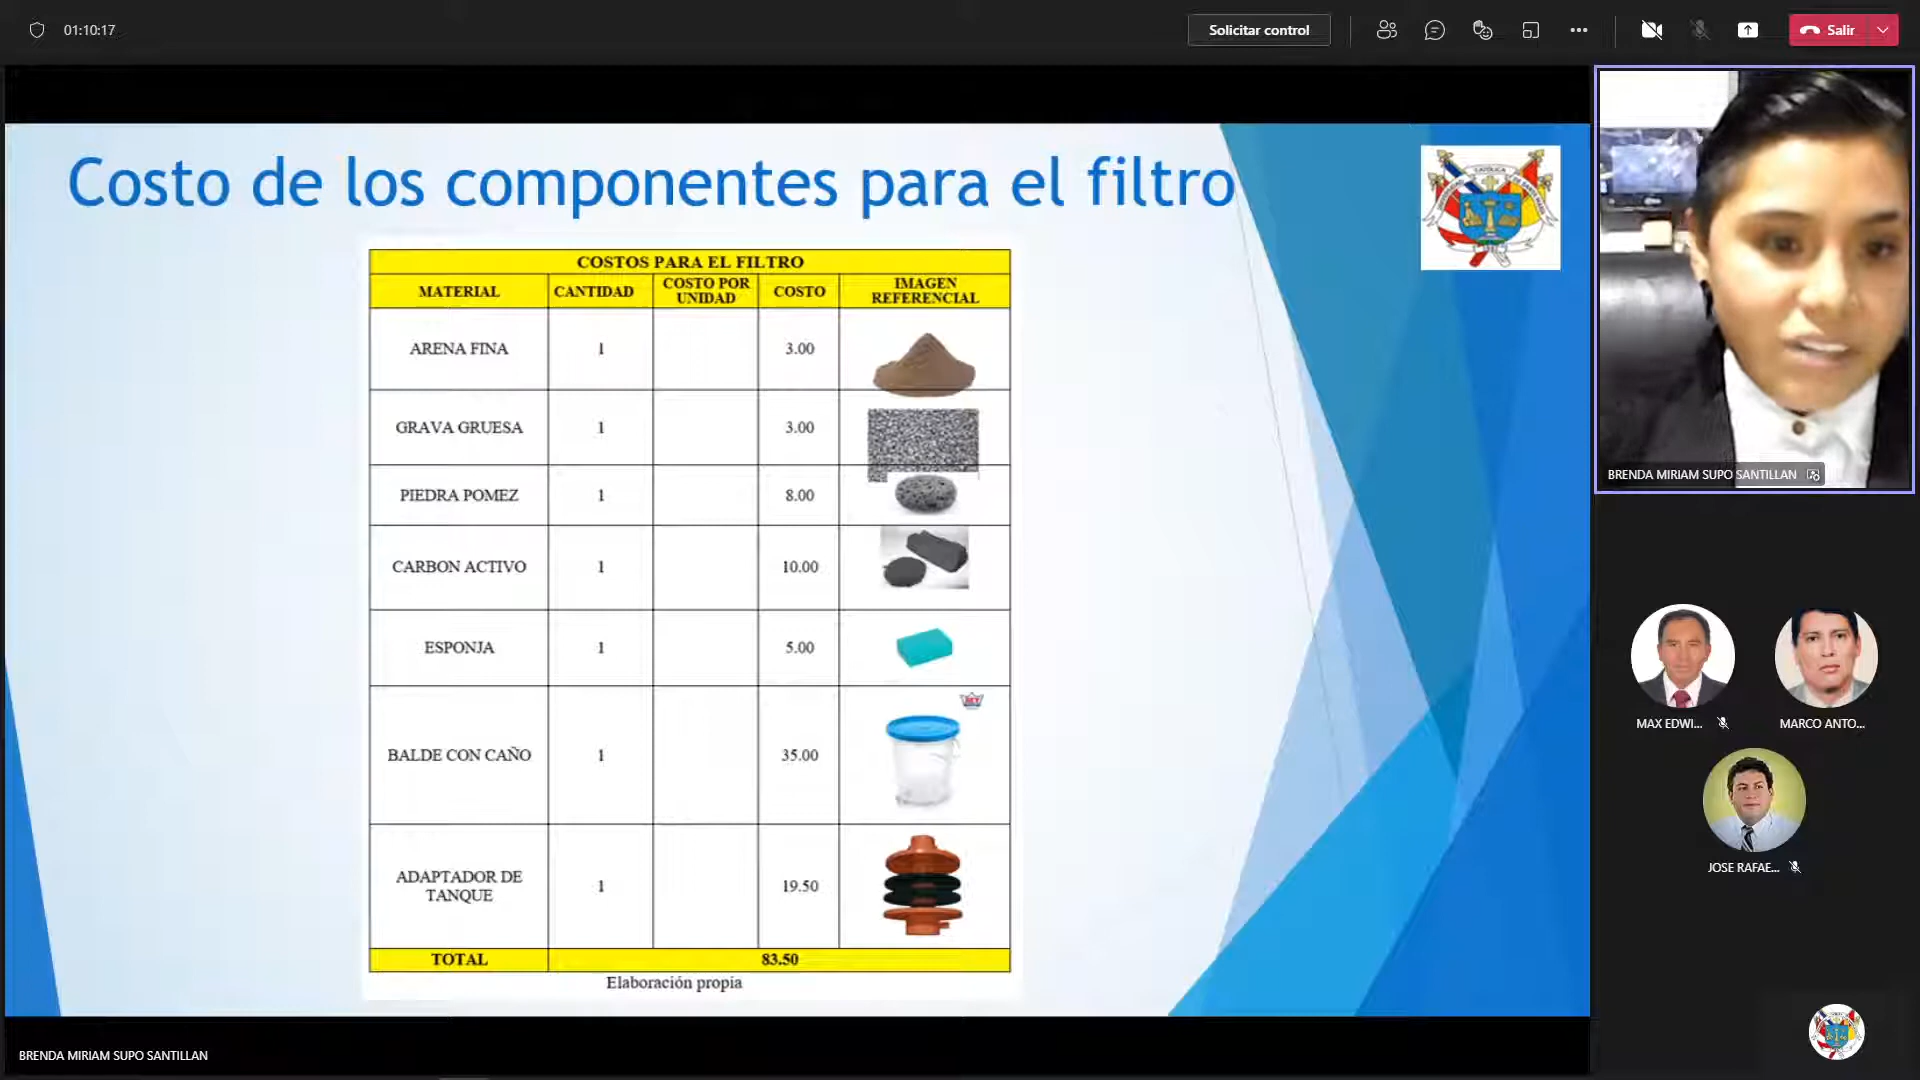 01:10:17
Solicitar control
Salir
Costo de los componentes para el filtro
COSTOS PARA EL FILTRO
MATERIAL CANTIDAD COSTO POR UNIDAD COSTO IMAGEN REFERENCIAL
ARENA FINA 1 3.00
GRAVA GRUESA 1 3.00
PIEDRA POMEZ 1 8.00
CARBON ACTIVO 1 10.00
ESPONJA 1 5.00
BALDE CON CAÑO 1 35.00
ADAPTADOR DE TANQUE 1 19.50
TOTAL 83.50
Elaboración propia
BRENDA MIRIAM SUPO SANTILLAN
MAX EDWI...
MARCO ANTO...
JOSE RAFAE...
BRENDA MIRIAM SUPO SANTILLAN